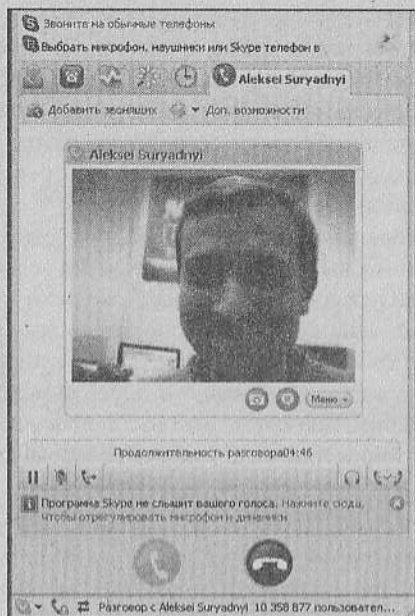 Звоните на обычные телефоны
Выбрать микрофон, наушники или Skype телефон в
Aleksei Suryadnyi
Добавить звонящих Доп. возможности
Aleksei Suryadnyi
Меню
Продолжительность разговора04:46
Программа Skype не слышит вашего голоса. Нажмите сюда,
чтобы отрегулировать микрофон и динамики
Разговор с Aleksei Suryadnyi 10 358 877 пользовател...